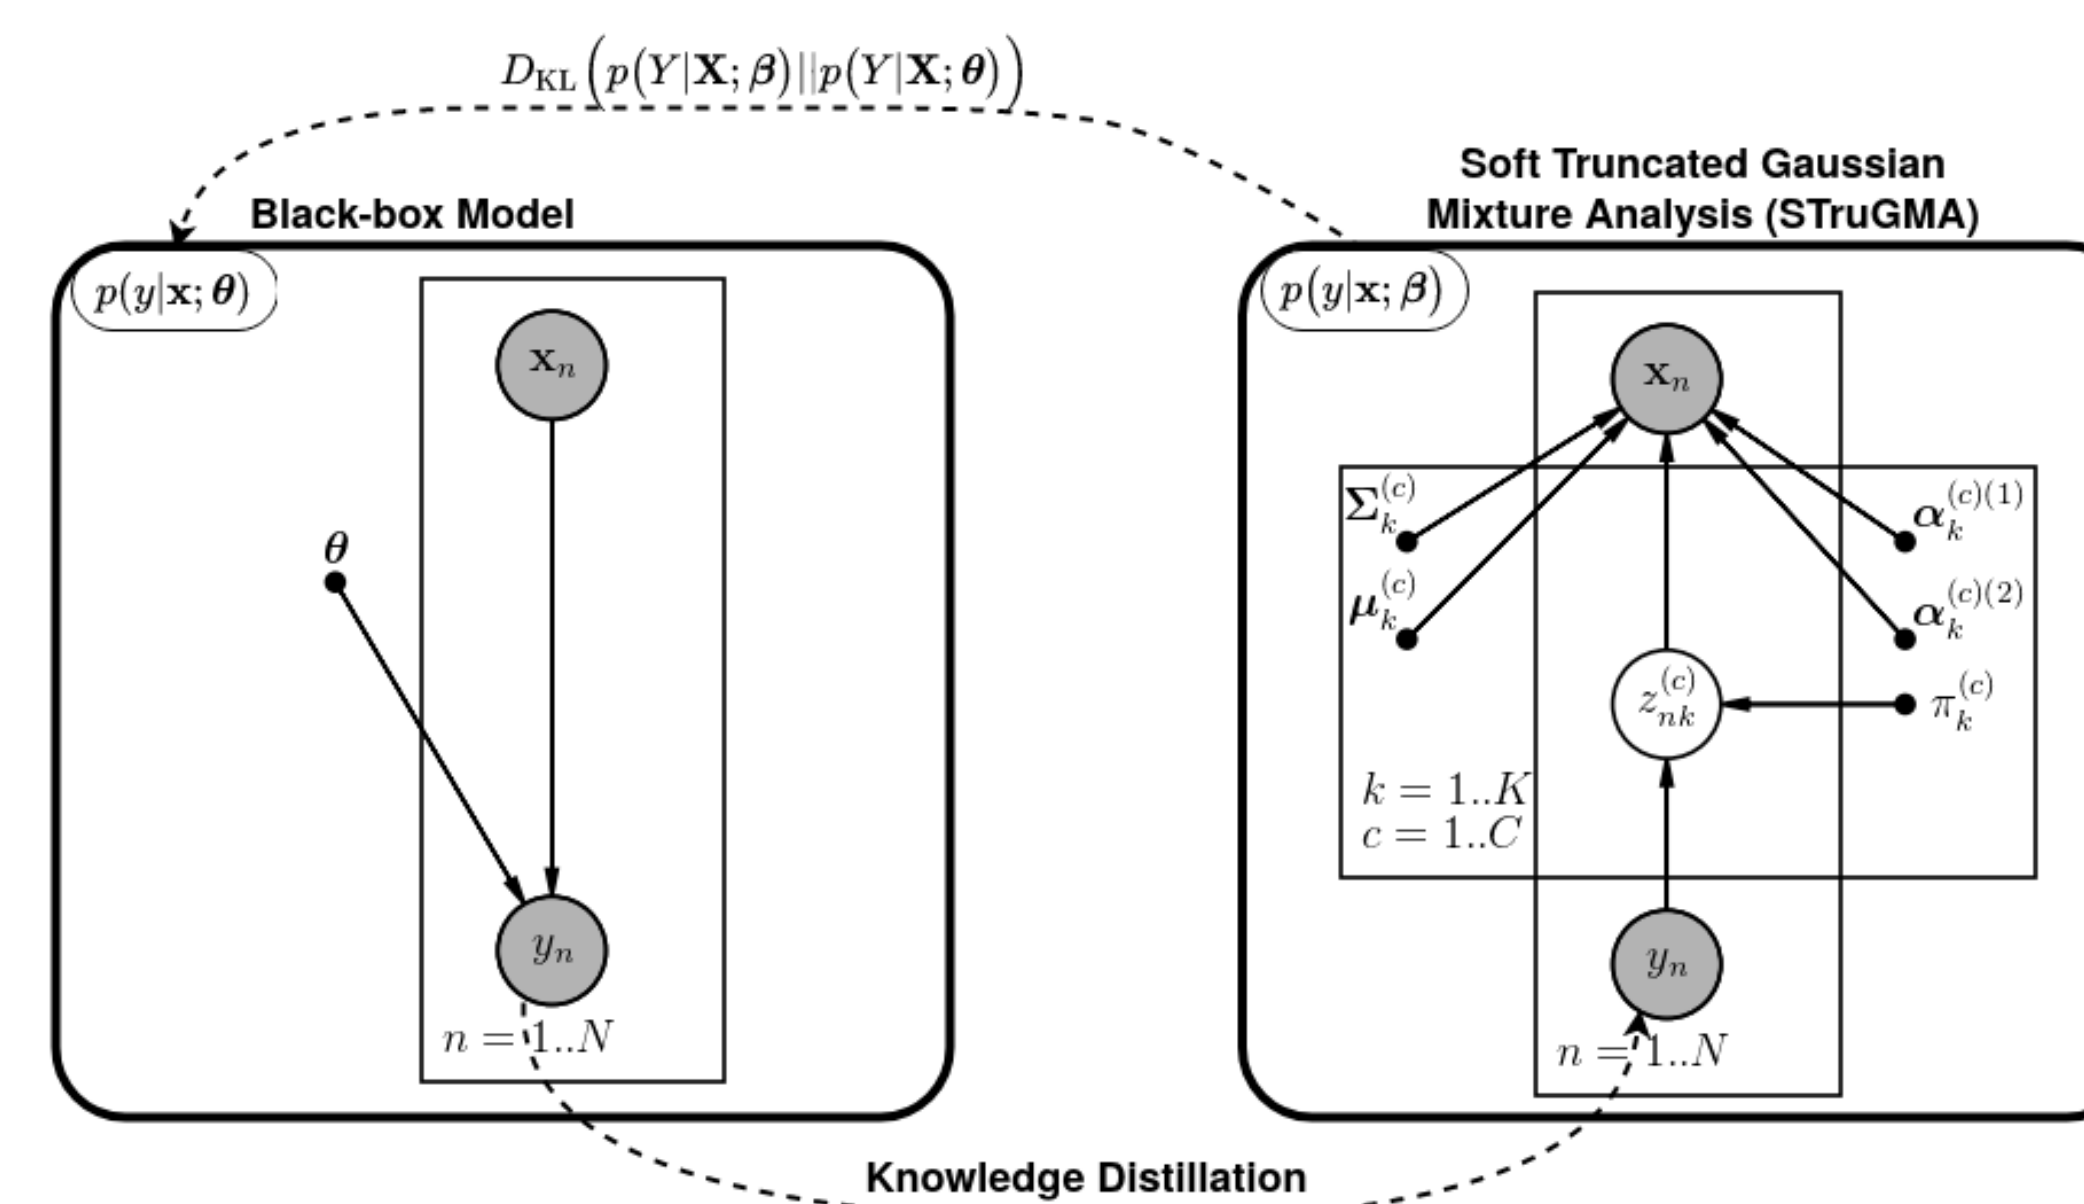 D_KL(p(Y|X; β)||p(Y|X; θ))
Black-box Model
p(y|x; θ)
x_n
θ
y_n
n = 1..N
Soft Truncated Gaussian
Mixture Analysis (STruGMA)
p(y|x; β)
x_n
Σ_k^(c)
α_k^(c)(1)
μ_k^(c)
α_k^(c)(2)
z_nk^(c)
π_k^(c)
k = 1..K
c = 1..C
y_n
n = 1..N
Knowledge Distillation